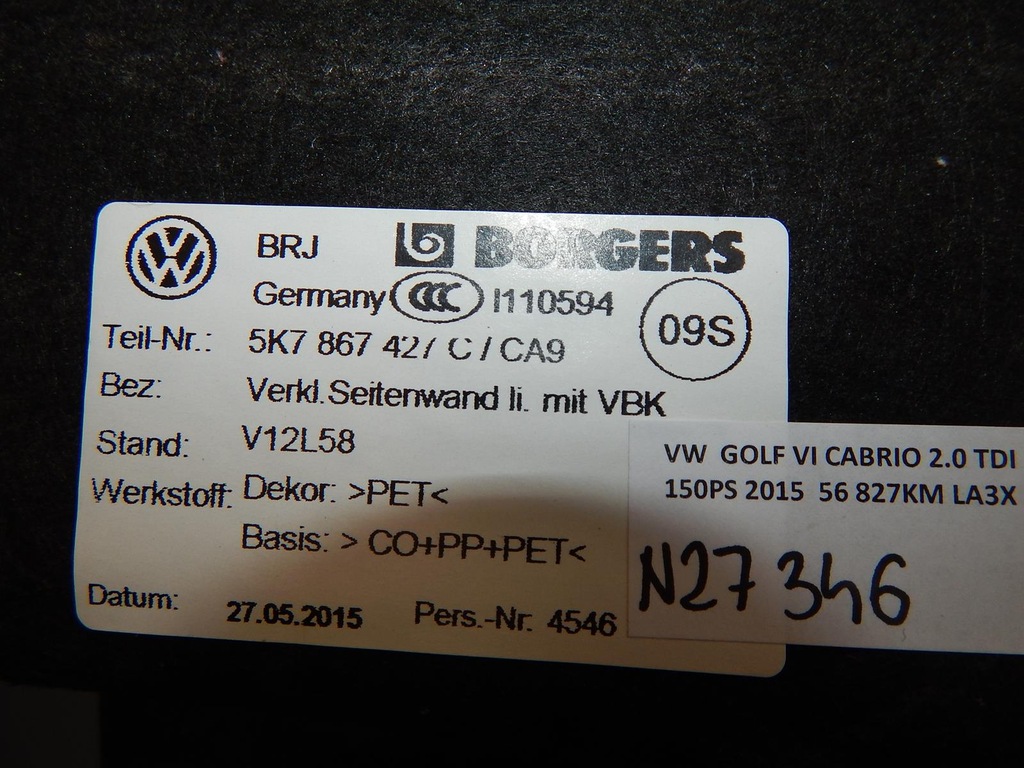 BRJ BORGERS
Germany CCC I110594
09S
Teil-Nr.: 5K7 867 427 C / CA9
Bez: Verkl.Seitenwand li. mit VBK
Stand: V12L58
Werkstoff: Dekor: >PET<
Basis: > CO+PP+PET<
Datum: 27.05.2015 Pers.-Nr. 4546
VW GOLF VI CABRIO 2.0 TDI
150PS 2015 56 827KM LA3X
N27346